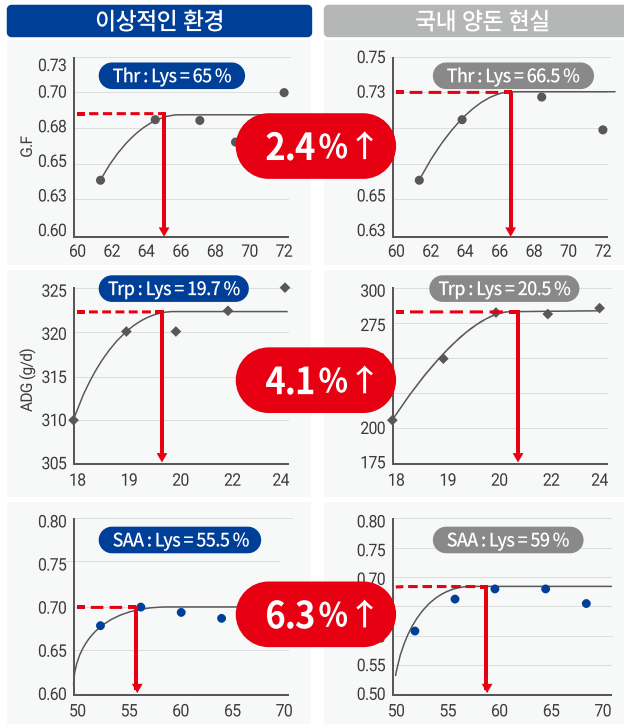 이상적인 환경
국내 양돈 현실
Thr : Lys = 65 %
G.F
0.73
0.70
0.68
0.65
0.63
0.60
60 62 64 66 68 70 72
2.4 % ↑
Thr : Lys = 66.5 %
0.75
0.73
0.65
0.63
60 62 64 66 68 70 72
Trp : Lys = 19.7 %
ADG (g/d)
325
320
315
310
305
18 19 20 22 24
4.1 % ↑
Trp : Lys = 20.5 %
300
275
200
175
18 19 20 22 24
SAA : Lys = 55.5 %
0.80
0.75
0.70
0.65
0.60
50 55 60 65 70
6.3 % ↑
SAA : Lys = 59 %
0.80
0.75
0.70
0.55
0.50
50 55 60 65 70